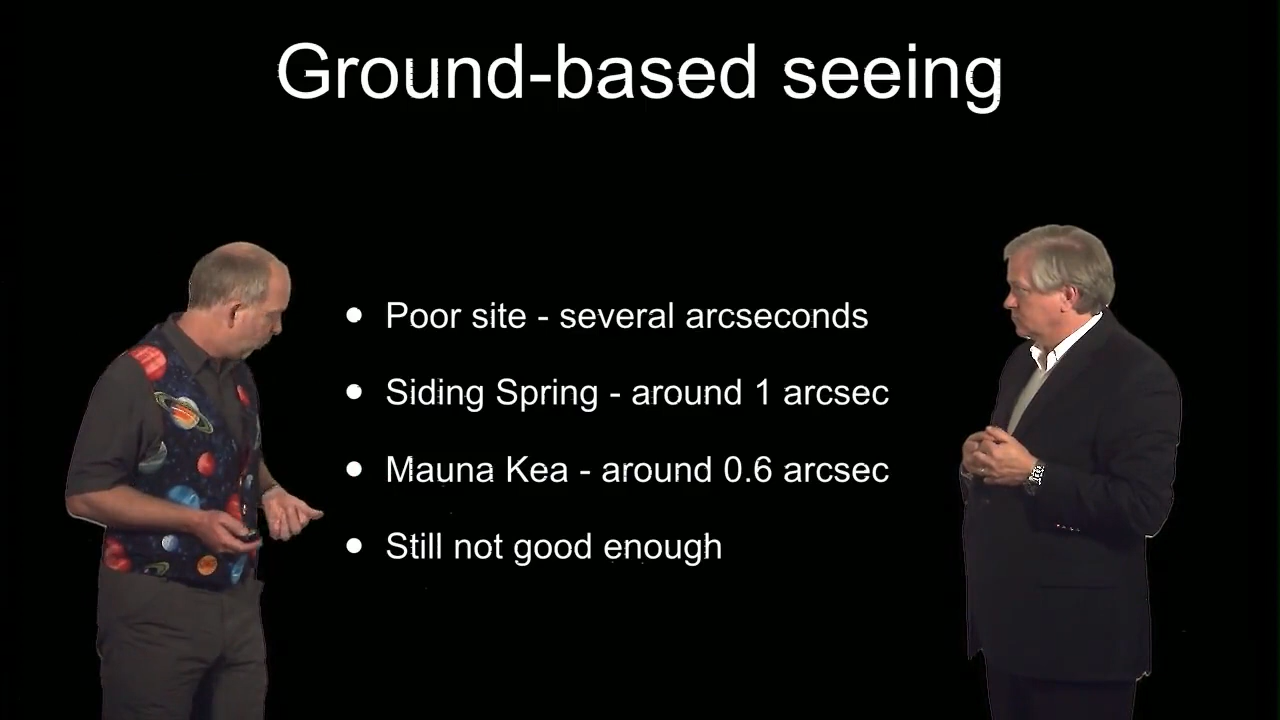 Ground-based seeing
Poor site - several arcseconds
Siding Spring - around 1 arcsec
Mauna Kea - around 0.6 arcsec
Still not good enough